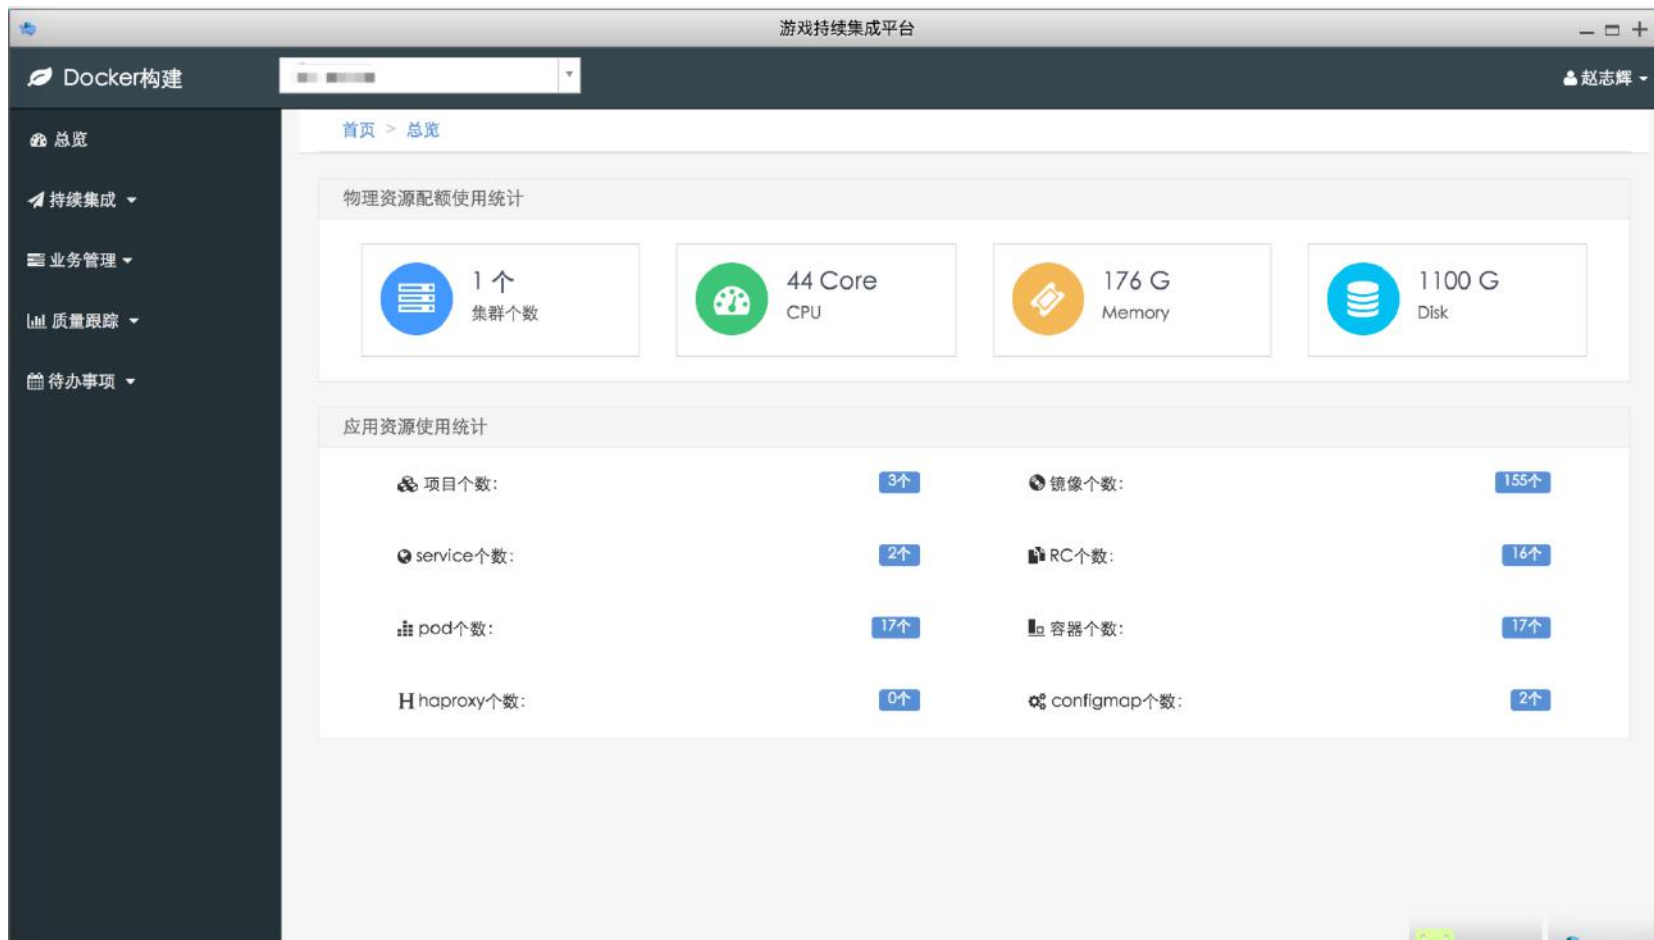 游戏持续集成平台
Docker构建
赵志辉
总览
持续集成
业务管理
质量跟踪
待办事项
首页 > 总览
物理资源配额使用统计
1 个
集群个数
44 Core
CPU
176 G
Memory
1100 G
Disk
应用资源使用统计
项目个数: 3个
镜像个数: 155个
service个数: 2个
RC个数: 16个
pod个数: 17个
容器个数: 17个
H haproxy个数: 0个
configmap个数: 2个